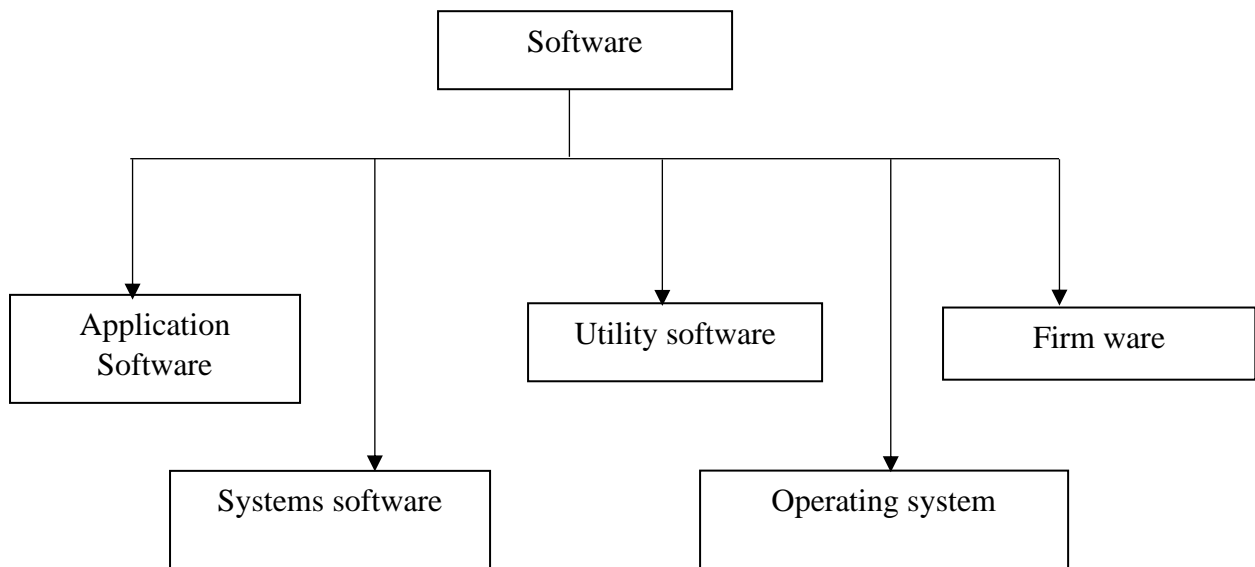 Software
Application
Software
Utility software
Firm ware
Systems software
Operating system